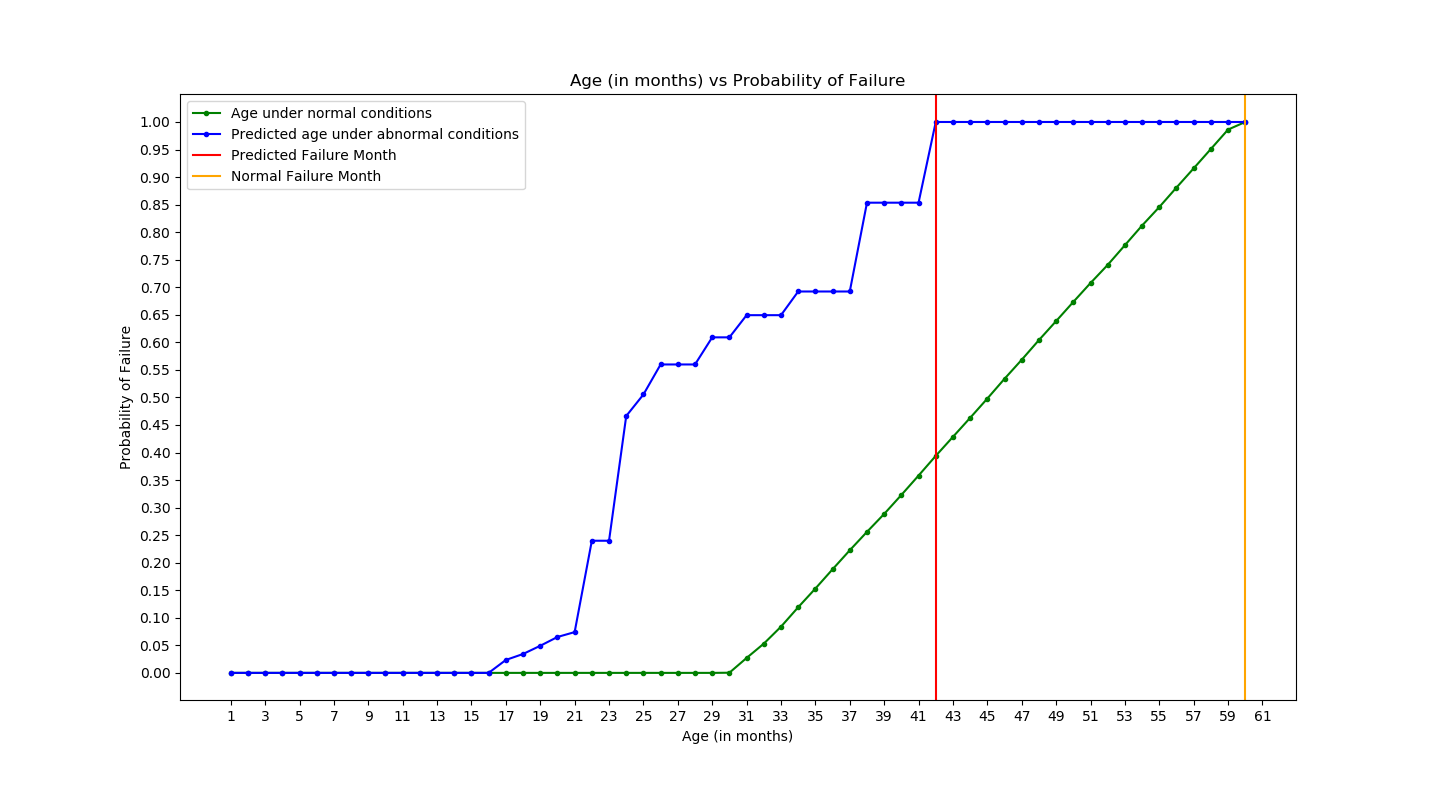 Age (in months) vs Probability of Failure
Age under normal conditions
Predicted age under abnormal conditions
Predicted Failure Month
Normal Failure Month
Probability of Failure
1.00
0.95
0.90
0.85
0.80
0.75
0.70
0.65
0.60
0.55
0.50
0.45
0.40
0.35
0.30
0.25
0.20
0.15
0.10
0.05
0.00
1 3 5 7 9 11 13 15 17 19 21 23 25 27 29 31 33 35 37 39 41 43 45 47 49 51 53 55 57 59 61
Age (in months)